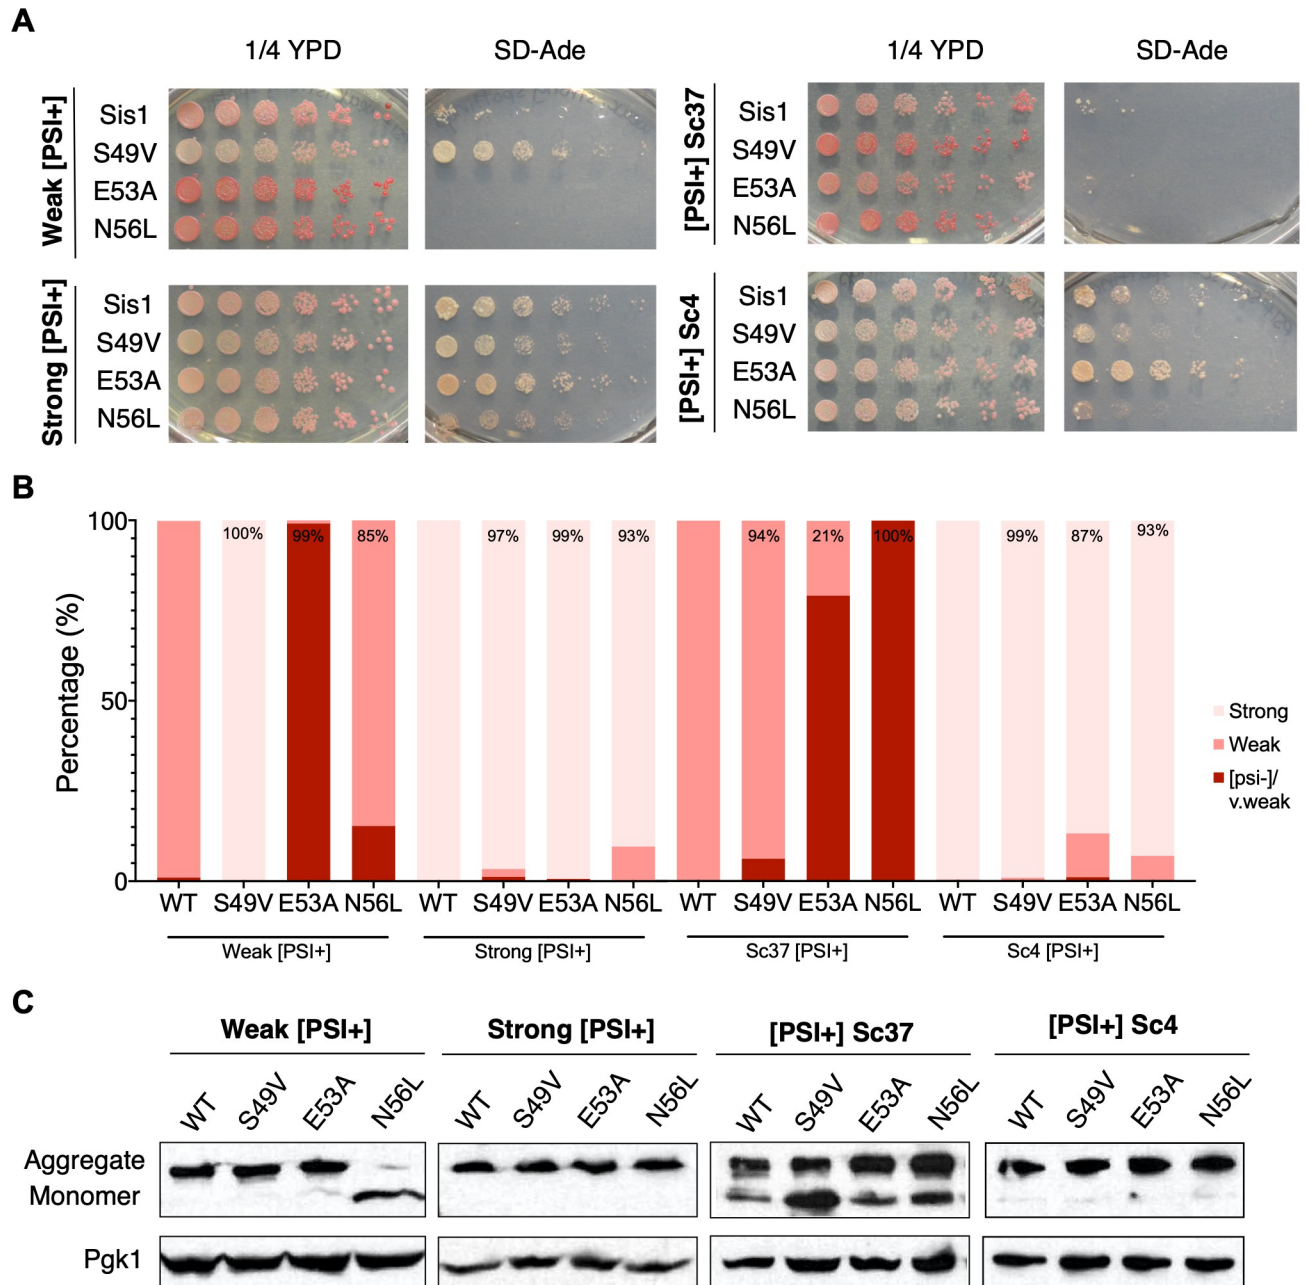 A
1/4 YPD
SD-Ade
1/4 YPD
SD-Ade
Weak [PSI+]
Sis1
S49V
E53A
N56L
[PSI+] Sc37
Sis1
S49V
E53A
N56L
Strong [PSI+]
Sis1
S49V
E53A
N56L
[PSI+] Sc4
Sis1
S49V
E53A
N56L
B
Percentage (%)
100
50
0
100%
99%
85%
97%
99%
93%
94%
21%
100%
99%
87%
93%
Strong
Weak
[psi-]/
v.weak
WT S49V E53A N56L WT S49V E53A N56L WT S49V E53A N56L WT S49V E53A N56L
Weak [PSI+]
Strong [PSI+]
Sc37 [PSI+]
Sc4 [PSI+]
C
Weak [PSI+]
Strong [PSI+]
[PSI+] Sc37
[PSI+] Sc4
WT S49V E53A N56L
WT S49V E53A N56L
WT S49V E53A N56L
WT S49V E53A N56L
Aggregate
Monomer
Pgk1